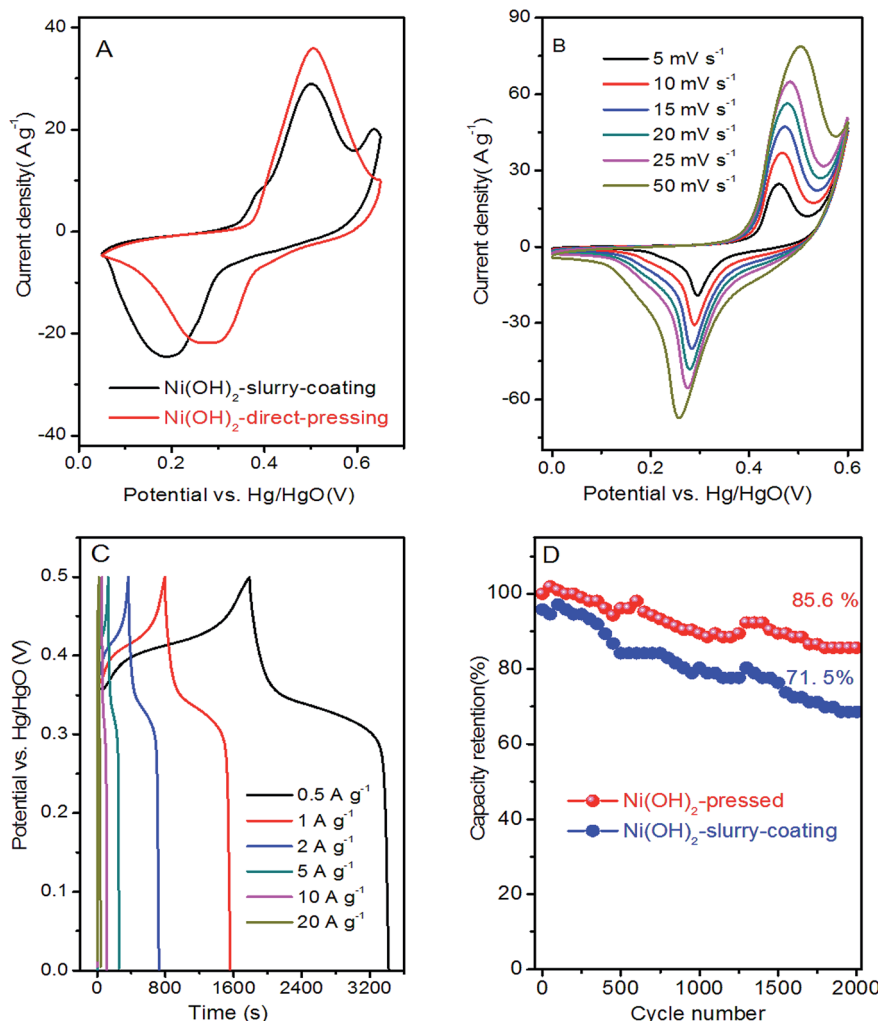 A
Current density( A g⁻¹)
40
20
0
-20
-40
0.0
0.2
0.4
0.6
Potential vs. Hg/HgO(V)
Ni(OH)₂-slurry-coating
Ni(OH)₂-direct-pressing
B
Current density( A g⁻¹)
90
60
30
0
-30
-60
0.0
0.2
0.4
0.6
Potential vs. Hg/HgO(V)
5 mV s⁻¹
10 mV s⁻¹
15 mV s⁻¹
20 mV s⁻¹
25 mV s⁻¹
50 mV s⁻¹
C
Potential vs. Hg/HgO (V)
0.5
0.4
0.3
0.2
0.1
0.0
0
800
1600
2400
3200
Time (s)
0.5 A g⁻¹
1 A g⁻¹
2 A g⁻¹
5 A g⁻¹
10 A g⁻¹
20 A g⁻¹
D
Capacity retention(%)
100
80
60
40
20
0
0
500
1000
1500
2000
Cycle number
85.6 %
71. 5%
Ni(OH)₂-pressed
Ni(OH)₂-slurry-coating